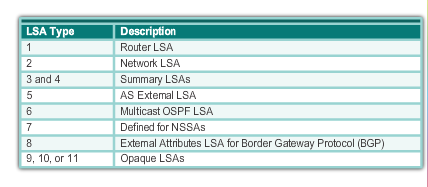 LSA Type Description
1 Router LSA
2 Network LSA
3 and 4 Summary LSAs
5 AS External LSA
6 Multicast OSPF LSA
7 Defined for NSSAs
8 External Attributes LSA for Border Gateway Protocol (BGP)
9, 10, or 11 Opaque LSAs